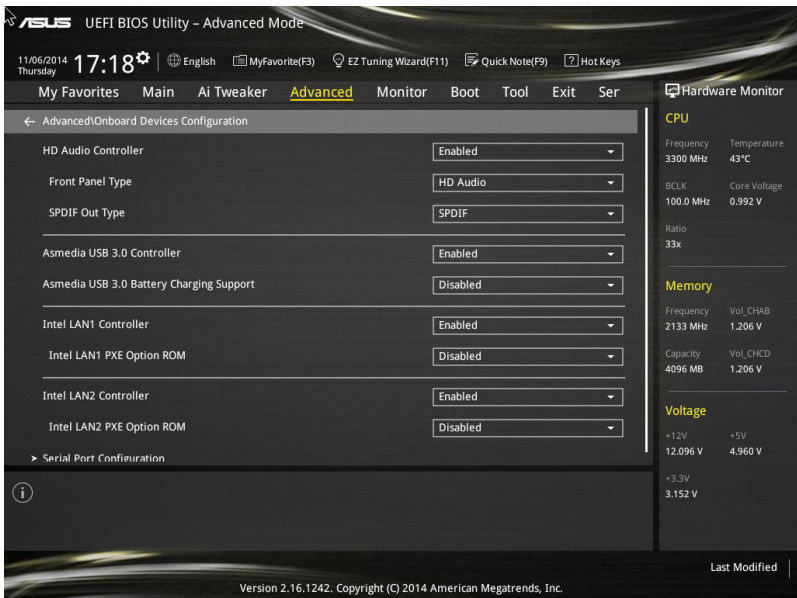 ASUS UEFI BIOS Utility – Advanced Mode
11/06/2014
Thursday
17:18
English
MyFavorite(F3)
EZ Tuning Wizard(F11)
Quick Note(F9)
? Hot Keys
My Favorites Main Ai Tweaker Advanced Monitor Boot Tool Exit Ser
← Advanced\Onboard Devices Configuration
HD Audio Controller Enabled
Front Panel Type HD Audio
SPDIF Out Type SPDIF
Asmedia USB 3.0 Controller Enabled
Asmedia USB 3.0 Battery Charging Support Disabled
Intel LAN1 Controller Enabled
Intel LAN1 PXE Option ROM Disabled
Intel LAN2 Controller Enabled
Intel LAN2 PXE Option ROM Disabled
> Serial Port Configuration
i
Hardware Monitor
CPU
Frequency Temperature
3300 MHz 43°C
BCLK Core Voltage
100.0 MHz 0.992 V
Ratio
33x
Memory
Frequency Vol_CHAB
2133 MHz 1.206 V
Capacity Vol_CHCD
4096 MB 1.206 V
Voltage
+12V +5V
12.096 V 4.960 V
+3.3V
3.152 V
Last Modified
Version 2.16.1242. Copyright (C) 2014 American Megatrends, Inc.